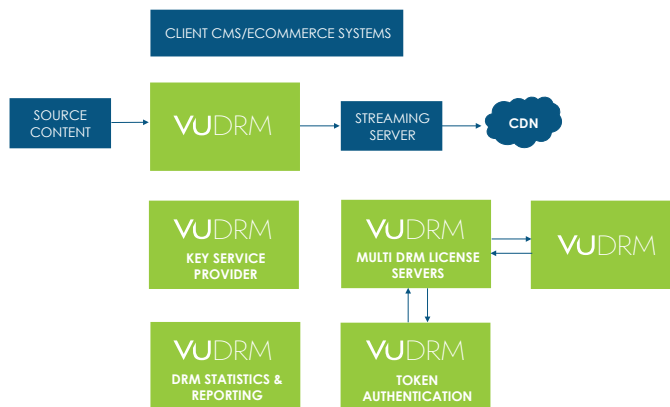 CLIENT CMS/ECOMMERCE SYSTEMS
SOURCE
CONTENT
VUDRM
STREAMING
SERVER
CDN
VUDRM
KEY SERVICE
PROVIDER
VUDRM
MULTI DRM LICENSE
SERVERS
VUDRM
VUDRM
DRM STATISTICS &
REPORTING
VUDRM
TOKEN
AUTHENTICATION